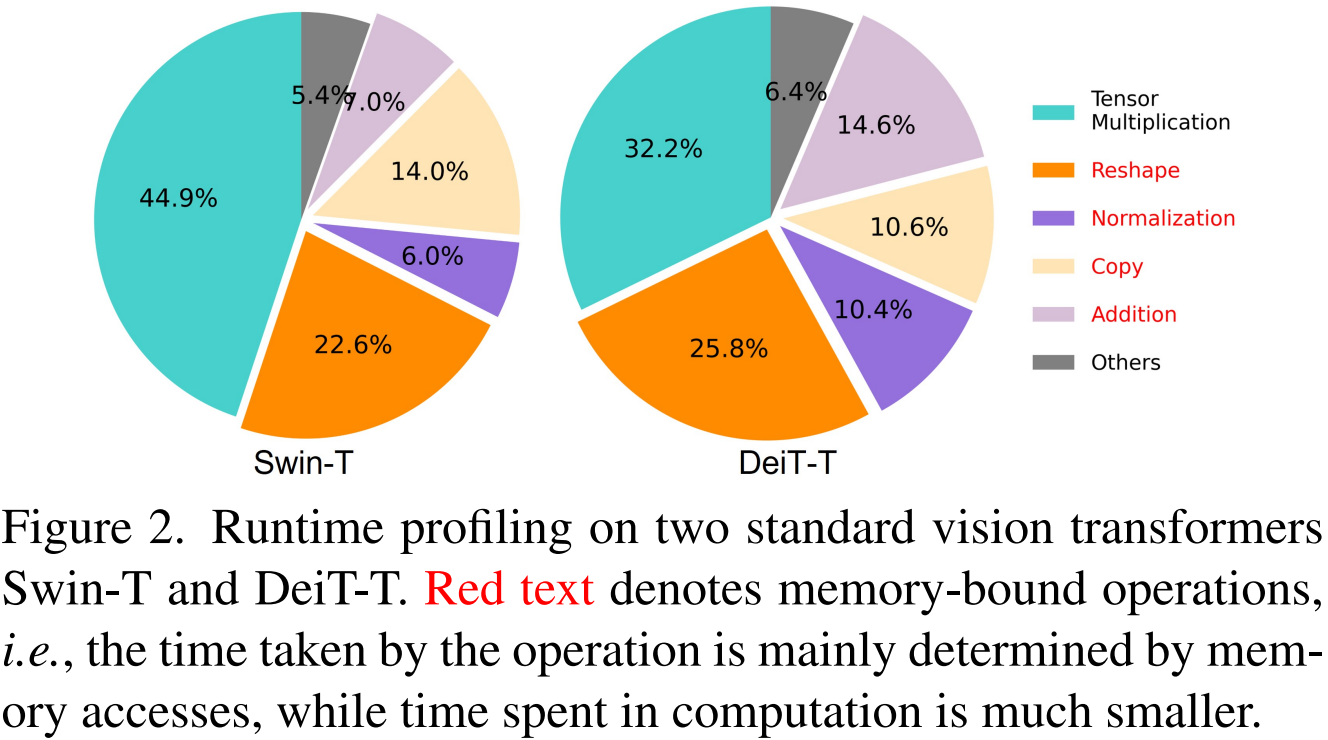 5.4%
7.0%
14.0%
44.9%
6.0%
22.6%
Swin-T
6.4%
14.6%
32.2%
10.6%
10.4%
25.8%
DeiT-T
Tensor
Multiplication
Reshape
Normalization
Copy
Addition
Others
Figure 2. Runtime profiling on two standard vision transformers
Swin-T and DeiT-T. Red text denotes memory-bound operations,
i.e., the time taken by the operation is mainly determined by mem-
ory accesses, while time spent in computation is much smaller.